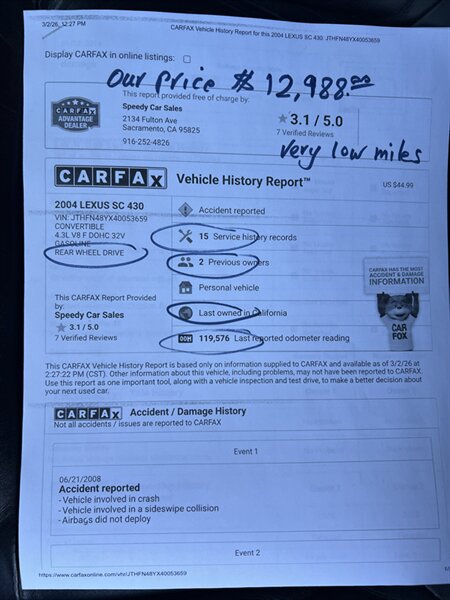 3/2/26, 12:27 PM
CARFAX Vehicle History Report for this 2004 LEXUS SC 430: JTHFN48YX40053659
Display CARFAX in online listings:
Our price $12,988.00
This report provided free of charge by:
Speedy Car Sales
2134 Fulton Ave
Sacramento, CA 95825
916-252-4826
CARFAX
ADVANTAGE
DEALER
3.1 / 5.0
7 Verified Reviews
very low miles
CARFAX Vehicle History Report™
US $44.99
2004 LEXUS SC 430
VIN: JTHFN48YX40053659
CONVERTIBLE
4.3L V8 F DOHC 32V
GASOLINE
REAR WHEEL DRIVE
This CARFAX Report Provided
by:
Speedy Car Sales
3.1 / 5.0
7 Verified Reviews
Accident reported
15 Service history records
2 Previous owners
Personal vehicle
Last owned in California
ODM 119,576 Last reported odometer reading
CARFAX HAS THE MOST
ACCIDENT & DAMAGE
INFORMATION
CAR
FOX
This CARFAX Vehicle History Report is based only on information supplied to CARFAX and available as of 3/2/26 at
2:27:22 PM (CST). Other information about this vehicle, including problems, may not have been reported to CARFAX.
Use this report as one important tool, along with a vehicle inspection and test drive, to make a better decision about
your next used car.
CARFAX Accident / Damage History
Not all accidents / issues are reported to CARFAX
Event 1
06/21/2008
Accident reported
- Vehicle involved in crash
- Vehicle involved in a sideswipe collision
- Airbags did not deploy
Event 2
https://www.carfaxonline.com/vhr/JTHFN48YX40053659